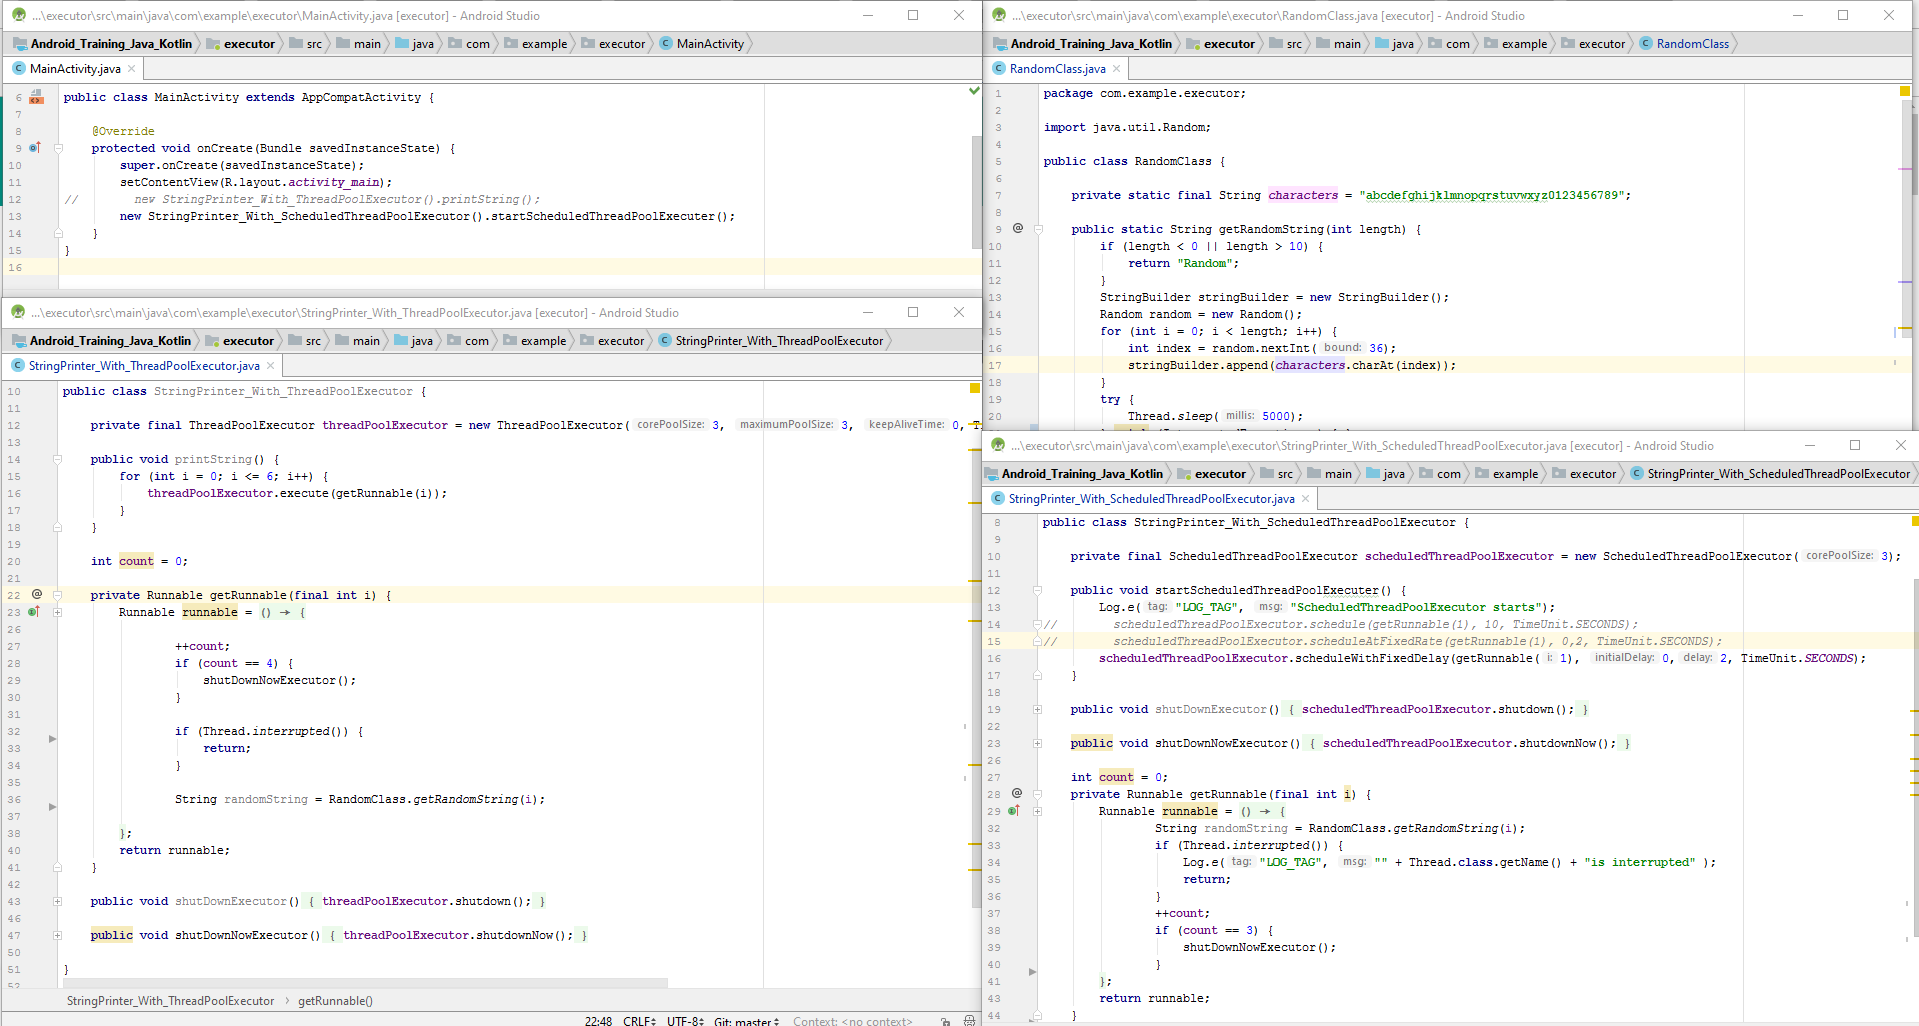 ...\executor\src\main\java\com\example\executor\MainActivity.java [executor] - Android Studio
Android_Training_Java_Kotlin executor src main java com example executor MainActivity
MainActivity.java
6 public class MainActivity extends AppCompatActivity {
7
8 @Override
9 protected void onCreate(Bundle savedInstanceState) {
10 super.onCreate(savedInstanceState);
11 setContentView(R.layout.activity_main);
12 // new StringPrinter_With_ThreadPoolExecutor().printString();
13 new StringPrinter_With_ScheduledThreadPoolExecutor().startScheduledThreadPoolExecuter();
14 }
15 }
16
...\executor\src\main\java\com\example\executor\StringPrinter_With_ThreadPoolExecutor.java [executor] - Android Studio
Android_Training_Java_Kotlin executor src main java com example executor StringPrinter_With_ThreadPoolExecutor
StringPrinter_With_ThreadPoolExecutor.java
10 public class StringPrinter_With_ThreadPoolExecutor {
11
12 private final ThreadPoolExecutor threadPoolExecutor = new ThreadPoolExecutor( corePoolSize: 3, maximumPoolSize: 3, keepAliveTime: 0, T
13
14 public void printString() {
15 for (int i = 0; i <= 6; i++) {
16 threadPoolExecutor.execute(getRunnable(i));
17 }
18 }
19
20 int count = 0;
21
22 @ private Runnable getRunnable(final int i) {
23 Runnable runnable = () → {
26
27 ++count;
28 if (count == 4) {
29 shutDownNowExecutor();
30 }
31
32 if (Thread.interrupted()) {
33 return;
34 }
35
36 String randomString = RandomClass.getRandomString(i);
37
38 };
40 return runnable;
41 }
42
43 public void shutDownExecutor() { threadPoolExecutor.shutdown(); }
46
47 public void shutDownNowExecutor() { threadPoolExecutor.shutdownNow(); }
50
51 }
52
StringPrinter_With_ThreadPoolExecutor › getRunnable()
22:48 CRLF UTF-8 Git: master Context: <no context>
...\executor\src\main\java\com\example\executor\RandomClass.java [executor] - Android Studio
Android_Training_Java_Kotlin executor src main java com example executor RandomClass
RandomClass.java
1 package com.example.executor;
2
3 import java.util.Random;
4
5 public class RandomClass {
6
7 private static final String characters = "abcdefghijklmnopqrstuvwxyz0123456789";
8
9 @ public static String getRandomString(int length) {
10 if (length < 0 || length > 10) {
11 return "Random";
12 }
13 StringBuilder stringBuilder = new StringBuilder();
14 Random random = new Random();
15 for (int i = 0; i < length; i++) {
16 int index = random.nextInt( bound: 36);
17 stringBuilder.append(characters.charAt(index));
18 }
19 try {
20 Thread.sleep( millis: 5000);
...\executor\src\main\java\com\example\executor\StringPrinter_With_ScheduledThreadPoolExecutor.java [executor] - Android Studio
Android_Training_Java_Kotlin executor src main java com example executor StringPrinter_With_ScheduledThreadPoolExecutor
StringPrinter_With_ScheduledThreadPoolExecutor.java
8 public class StringPrinter_With_ScheduledThreadPoolExecutor {
9
10 private final ScheduledThreadPoolExecutor scheduledThreadPoolExecutor = new ScheduledThreadPoolExecutor( corePoolSize: 3);
11
12 public void startScheduledThreadPoolExecuter() {
13 Log.e( tag: "LOG_TAG", msg: "ScheduledThreadPoolExecutor starts");
14 // scheduledThreadPoolExecutor.schedule(getRunnable(1), 10, TimeUnit.SECONDS);
15 // scheduledThreadPoolExecutor.scheduleAtFixedRate(getRunnable(1), 0,2, TimeUnit.SECONDS);
16 scheduledThreadPoolExecutor.scheduleWithFixedDelay(getRunnable( i: 1), initialDelay: 0, delay: 2, TimeUnit.SECONDS);
17 }
18
19 public void shutDownExecutor() { scheduledThreadPoolExecutor.shutdown(); }
22
23 public void shutDownNowExecutor() { scheduledThreadPoolExecutor.shutdownNow(); }
26
27 int count = 0;
28 @ private Runnable getRunnable(final int i) {
29 Runnable runnable = () → {
32 String randomString = RandomClass.getRandomString(i);
33 if (Thread.interrupted()) {
34 Log.e( tag: "LOG_TAG", msg: "" + Thread.class.getName() + "is interrupted" );
35 return;
36 }
37 ++count;
38 if (count == 3) {
39 shutDownNowExecutor();
40 }
41 };
43 return runnable;
44 }